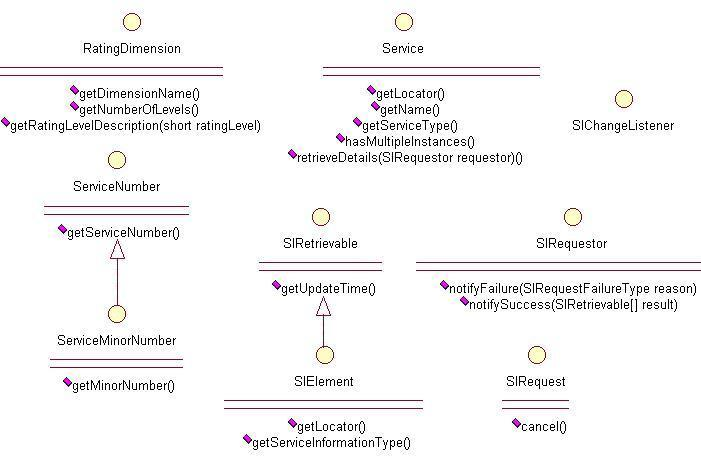 RatingDimension
getDimensionName()
getNumberOfLevels()
getRatingLevelDescription(short ratingLevel)
Service
getLocator()
getName()
getServiceType()
hasMultipleInstances()
retrieveDetails(SIRequestor requestor)()
SIChangeListener
ServiceNumber
getServiceNumber()
SIRetrievable
getUpdateTime()
SIRequestor
notifyFailure(SIRequestFailureType reason)
notifySuccess(SIRetrievable[] result)
ServiceMinorNumber
getMinorNumber()
SIElement
getLocator()
getServiceInformationType()
SIRequest
cancel()